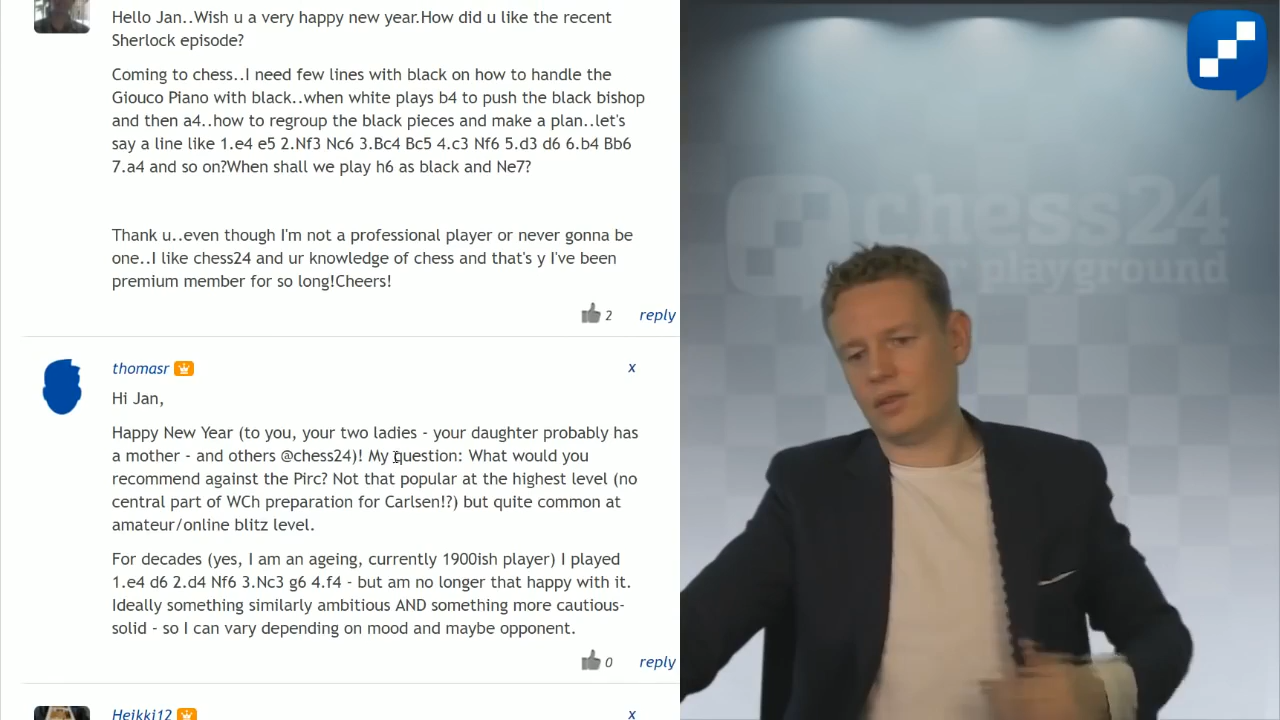 Hello Jan..Wish u a very happy new year.How did u like the recent
Sherlock episode?
Coming to chess..I need few lines with black on how to handle the
Giouco Piano with black..when white plays b4 to push the black bishop
and then a4..how to regroup the black pieces and make a plan..let's
say a line like 1.e4 e5 2.Nf3 Nc6 3.Bc4 Bc5 4.c3 Nf6 5.d3 d6 6.b4 Bb6
7.a4 and so on?When shall we play h6 as black and Ne7?
Thank u..even though I'm not a professional player or never gonna be
one..I like chess24 and ur knowledge of chess and that's y I've been
premium member for so long!Cheers!
2 reply
thomasr x
Hi Jan,
Happy New Year (to you, your two ladies - your daughter probably has
a mother - and others @chess24)! My question: What would you
recommend against the Pirc? Not that popular at the highest level (no
central part of WCh preparation for Carlsen!?) but quite common at
amateur/online blitz level.
For decades (yes, I am an ageing, currently 1900ish player) I played
1.e4 d6 2.d4 Nf6 3.Nc3 g6 4.f4 - but am no longer that happy with it.
Ideally something similarly ambitious AND something more cautious-
solid - so I can vary depending on mood and maybe opponent.
0 reply
Heikki12 x
chess24
playground